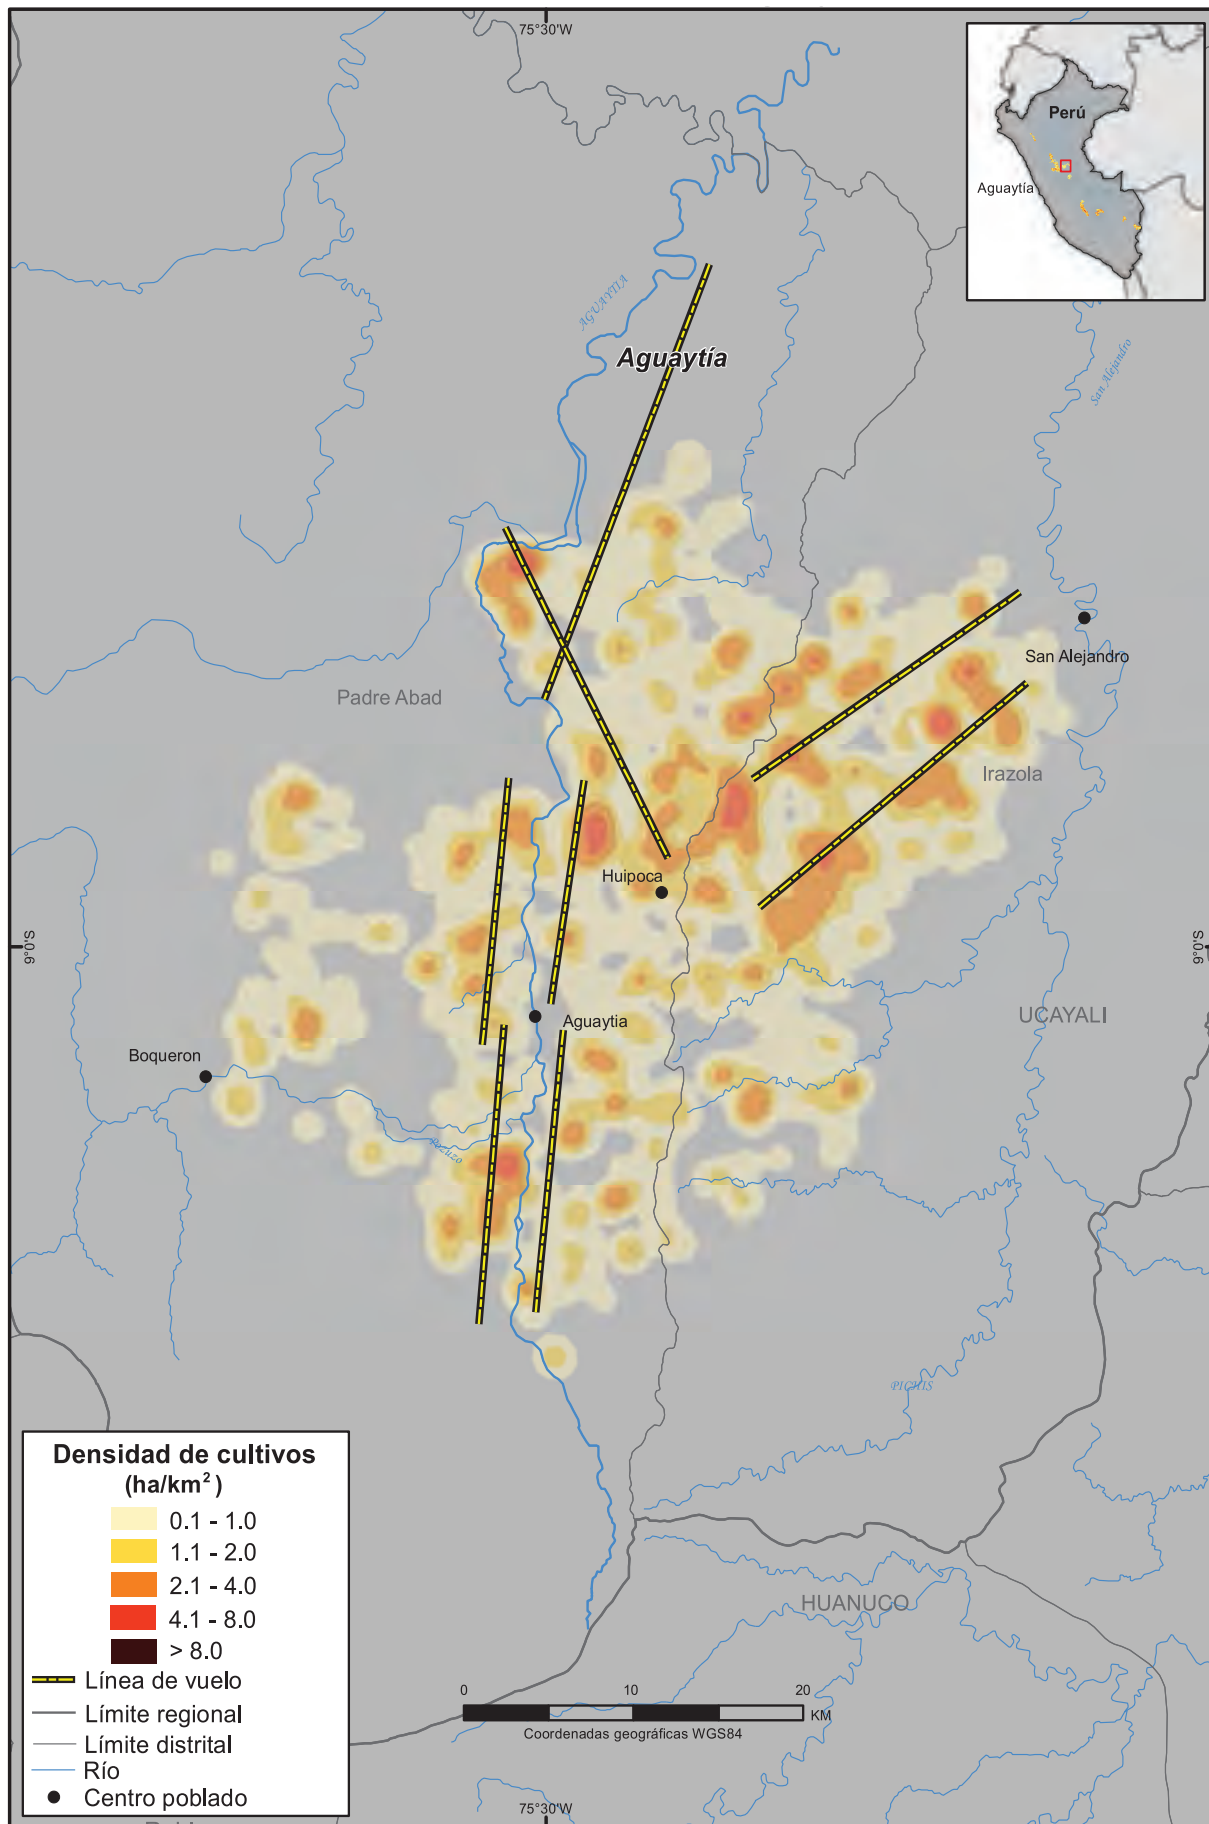 75°30'W
Perú
Aguaytía
AGUAYTIA
Aguaytía
San Alejandro
San Alejandro
Padre Abad
Irazola
Huipoca
9°0'S
9°0'S
UCAYALI
Aguaytia
Boqueron
Pozuzo
PICHIS
Densidad de cultivos
(ha/km²)
0.1 - 1.0
1.1 - 2.0
2.1 - 4.0
4.1 - 8.0
> 8.0
Línea de vuelo
Límite regional
Límite distrital
Río
Centro poblado
HUANUCO
0 10 20
KM
Coordenadas geográficas WGS84
75°30'W